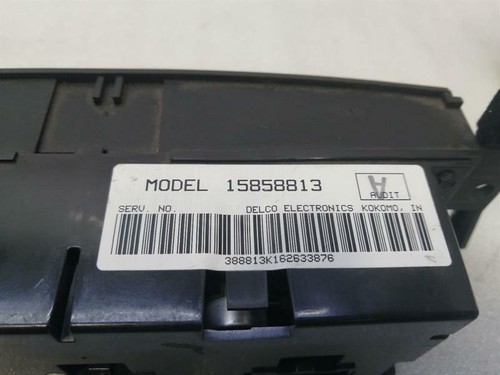 MODEL 15858813
A
AUDIT
SERV. NO. DELCO ELECTRONICS KOKOMO, IN
388813K162633876